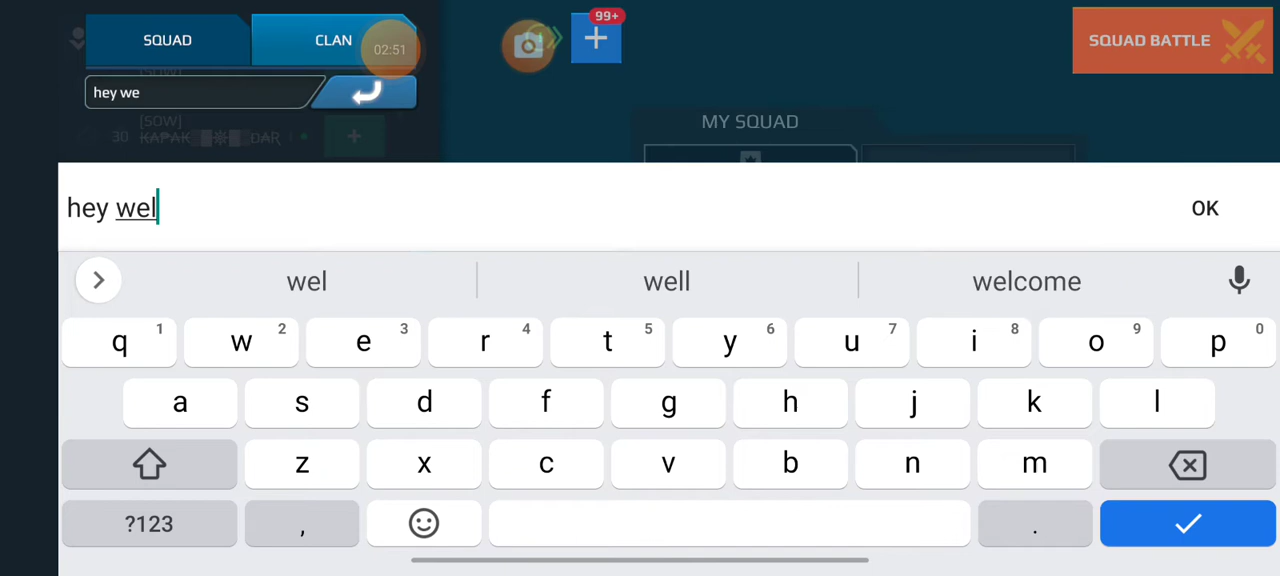 SQUAD
CLAN
02:51
99+
SQUAD BATTLE
hey we
[SOW]
30
MY SQUAD
hey wel
OK
wel
well
welcome
q 1 w 2 e 3 r 4 t 5 y 6 u 7 i 8 o 9 p 0
a s d f g h j k l
z x c v b n m
?123 , .